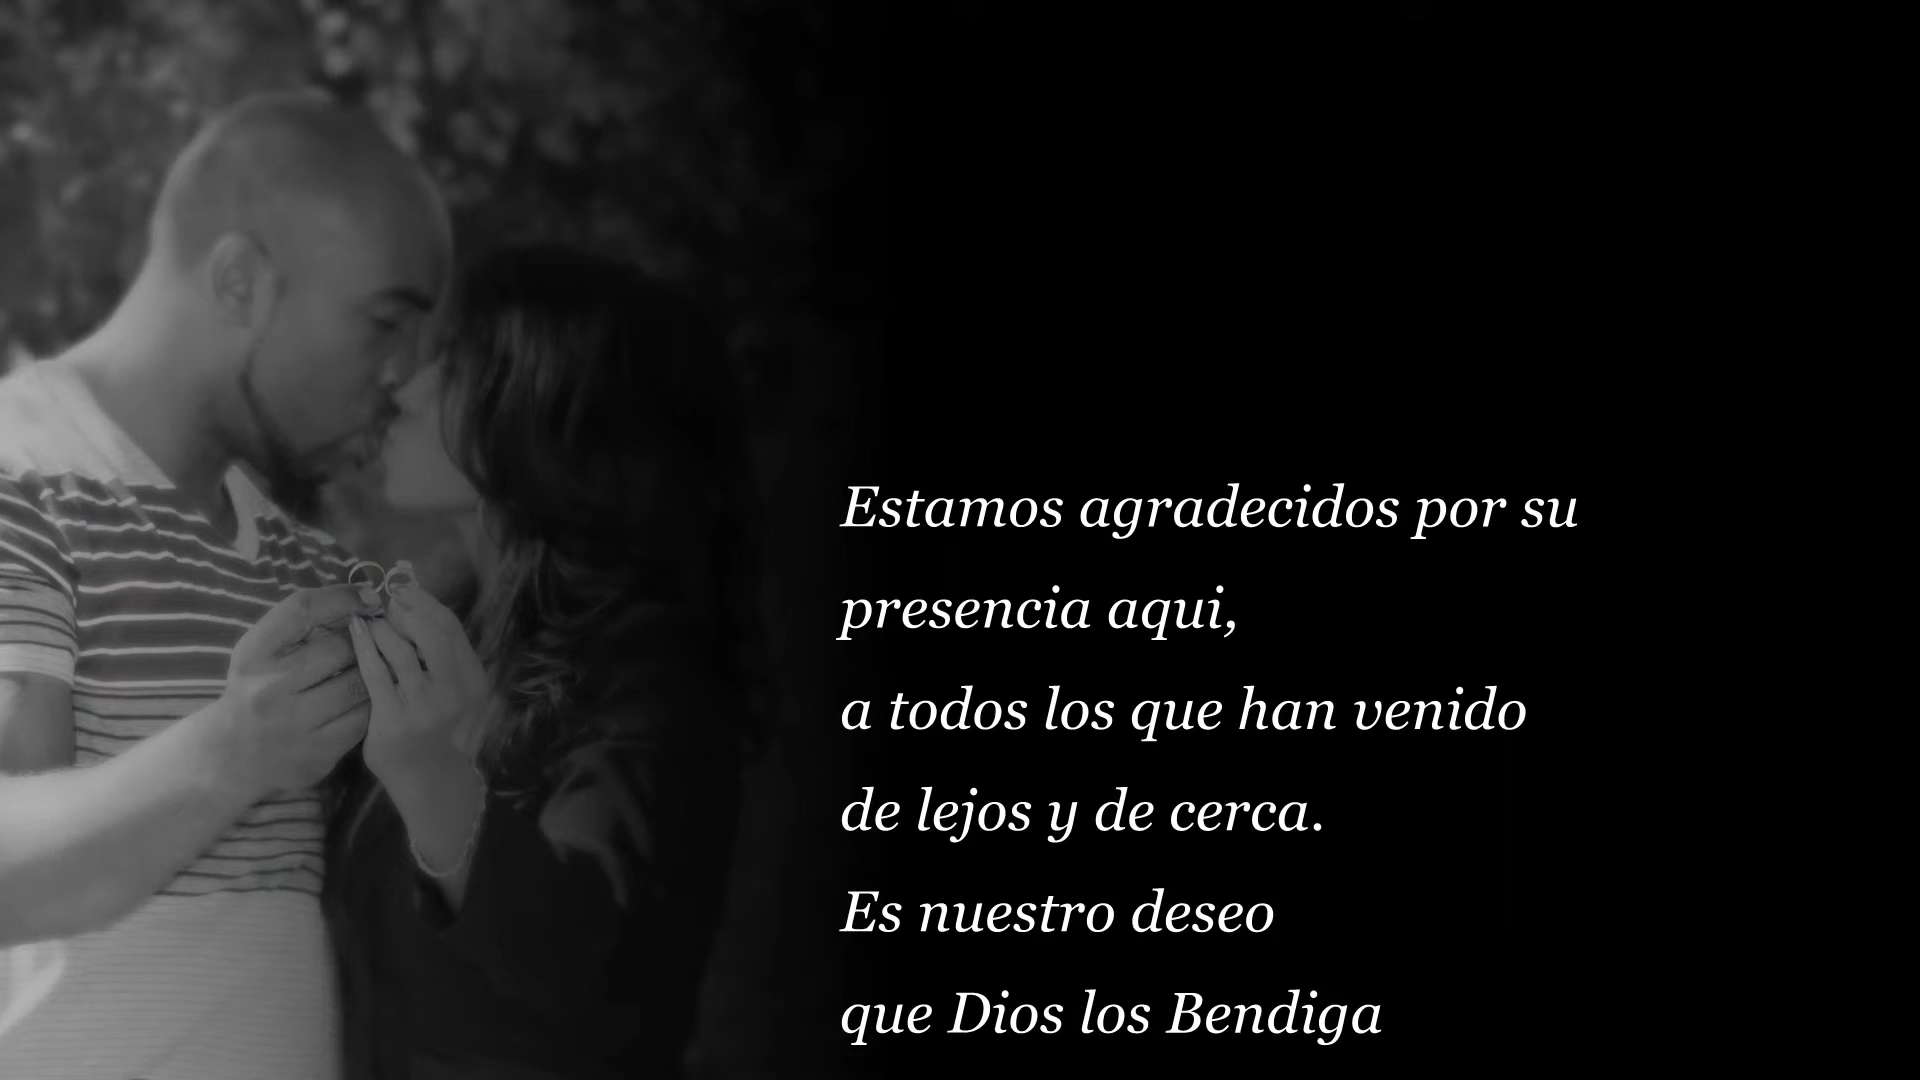 Estamos agradecidos por su
presencia aqui,
a todos los que han venido
de lejos y de cerca.
Es nuestro deseo
que Dios los Bendiga